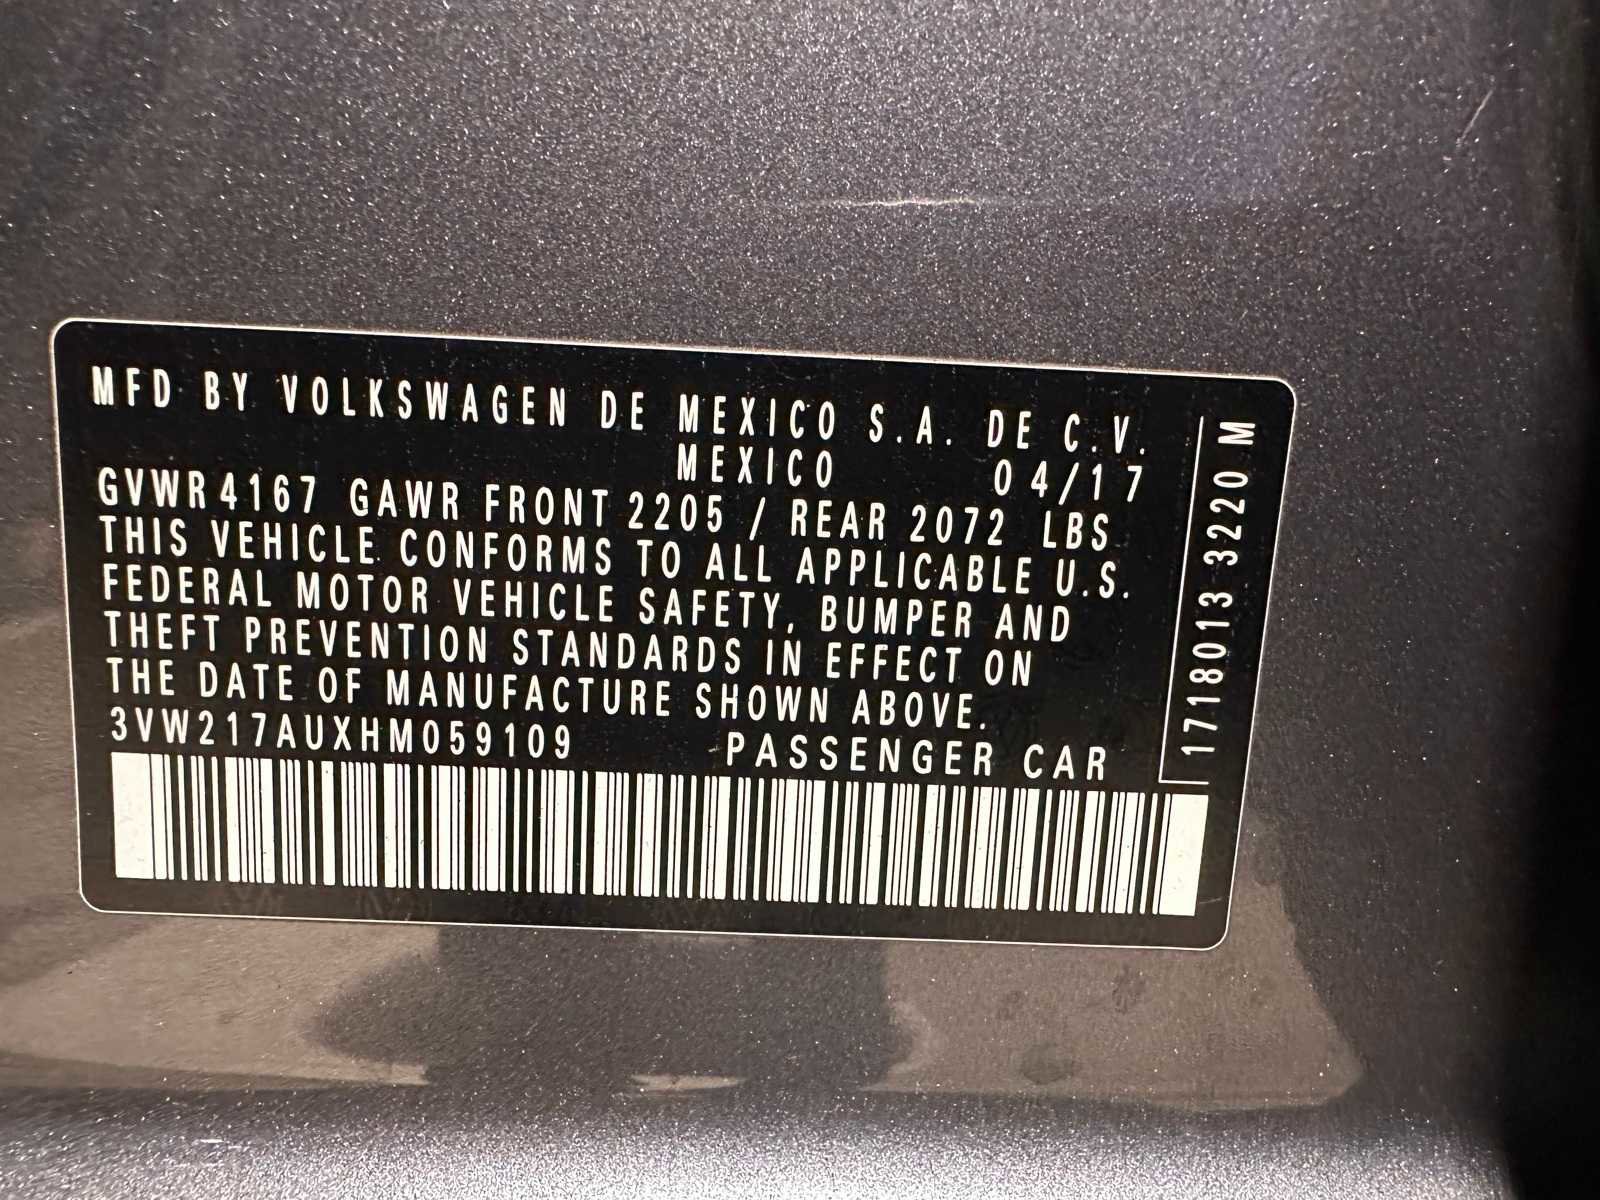 MFD BY VOLKSWAGEN DE MEXICO S.A. DE C.V.
MEXICO 04/17
GVWR 4167 GAWR FRONT 2205 / REAR 2072 LBS
THIS VEHICLE CONFORMS TO ALL APPLICABLE U.S.
FEDERAL MOTOR VEHICLE SAFETY, BUMPER AND
THEFT PREVENTION STANDARDS IN EFFECT ON
THE DATE OF MANUFACTURE SHOWN ABOVE.
3VW217AUXHM059109 PASSENGER CAR
1718013 3220 M